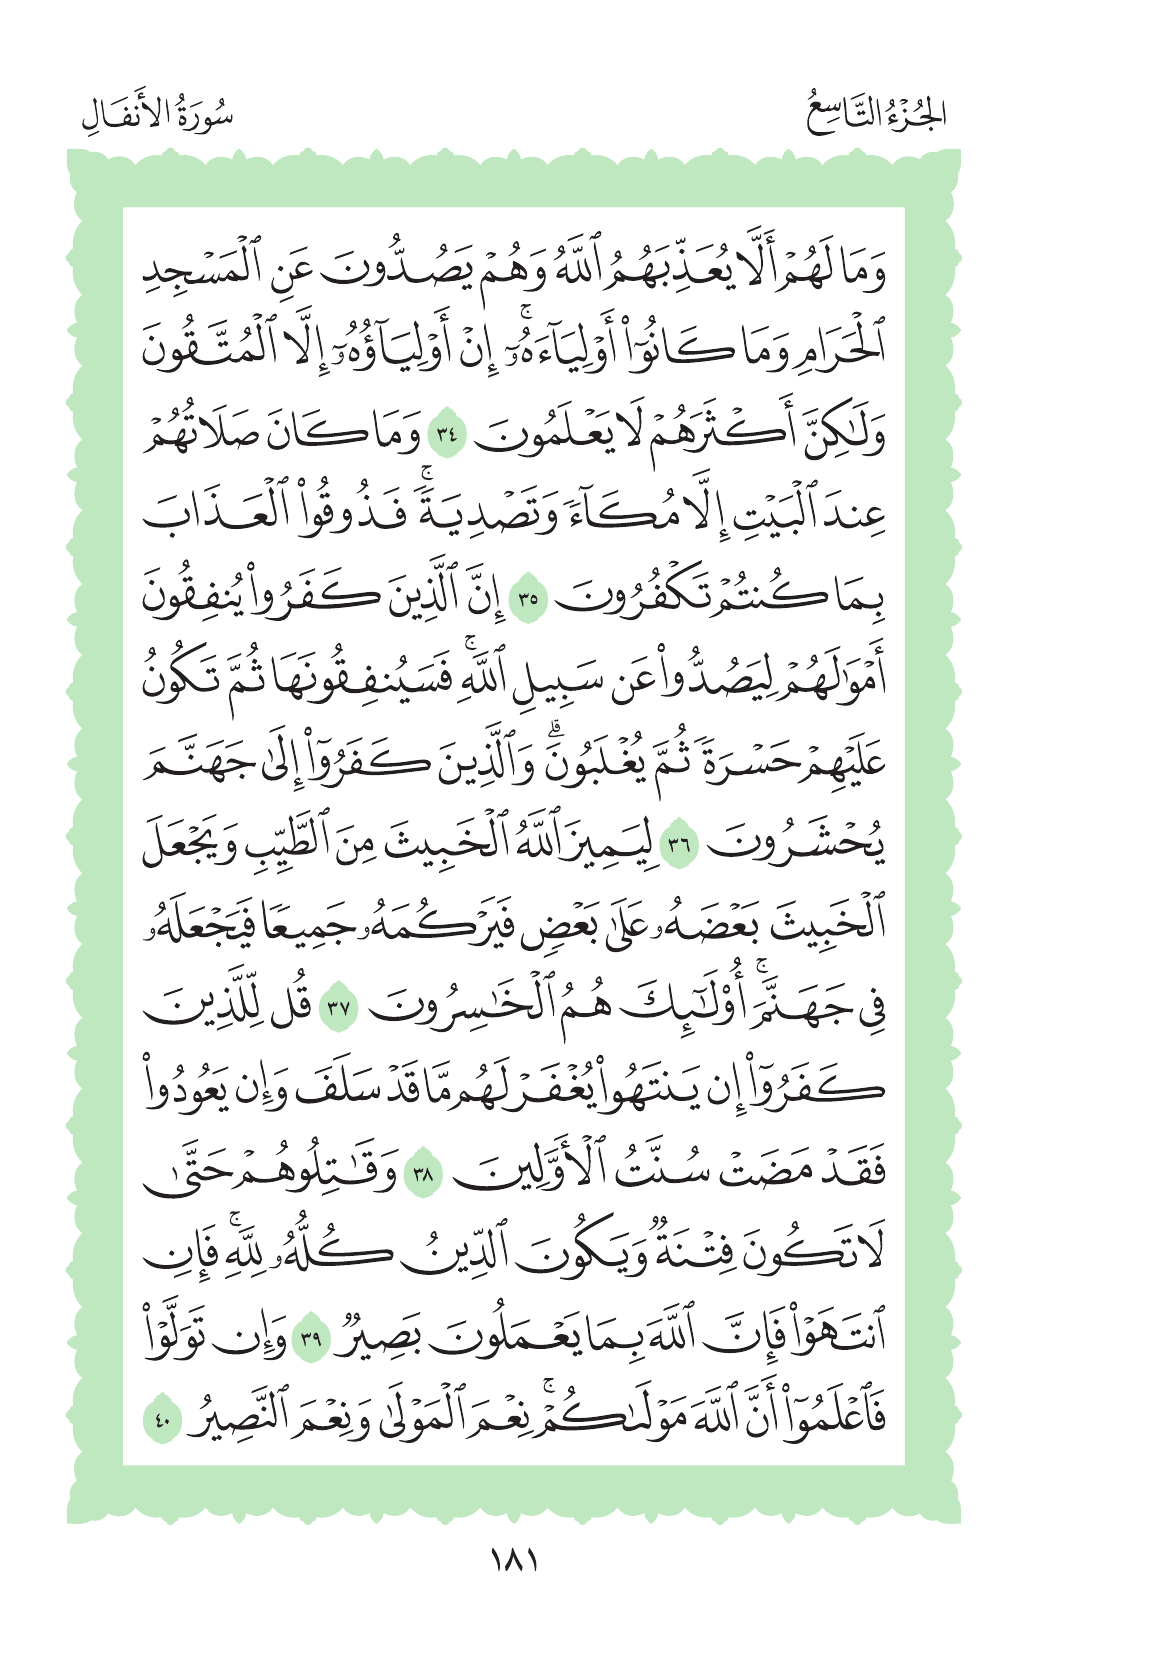 الجُزْءُ التَّاسِعُ
سُورَةُ الأَنفَالِ
وَمَا لَهُمْ أَلَّا يُعَذِّبَهُمُ ٱللَّهُ وَهُمْ يَصُدُّونَ عَنِ ٱلْمَسْجِدِ
ٱلْحَرَامِ وَمَا كَانُوٓا۟ أَوْلِيَآءَهُۥٓ ۚ إِنْ أَوْلِيَآؤُهُۥٓ إِلَّا ٱلْمُتَّقُونَ
وَلَـٰكِنَّ أَكْثَرَهُمْ لَا يَعْلَمُونَ ٣٤ وَمَا كَانَ صَلَاتُهُمْ
عِندَ ٱلْبَيْتِ إِلَّا مُكَآءً وَتَصْدِيَةً ۚ فَذُوقُوا۟ ٱلْعَذَابَ
بِمَا كُنتُمْ تَكْفُرُونَ ٣٥ إِنَّ ٱلَّذِينَ كَفَرُوا۟ يُنفِقُونَ
أَمْوَٰلَهُمْ لِيَصُدُّوا۟ عَن سَبِيلِ ٱللَّهِ ۚ فَسَيُنفِقُونَهَا ثُمَّ تَكُونُ
عَلَيْهِمْ حَسْرَةً ثُمَّ يُغْلَبُونَ ۗ وَٱلَّذِينَ كَفَرُوٓا۟ إِلَىٰ جَهَنَّمَ
يُحْشَرُونَ ٣٦ لِيَمِيزَ ٱللَّهُ ٱلْخَبِيثَ مِنَ ٱلطَّيِّبِ وَيَجْعَلَ
ٱلْخَبِيثَ بَعْضَهُۥ عَلَىٰ بَعْضٍ فَيَرْكُمَهُۥ جَمِيعًا فَيَجْعَلَهُۥ
فِى جَهَنَّمَ ۚ أُو۟لَـٰٓئِكَ هُمُ ٱلْخَـٰسِرُونَ ٣٧ قُل لِّلَّذِينَ
كَفَرُوٓا۟ إِن يَنتَهُوا۟ يُغْفَرْ لَهُم مَّا قَدْ سَلَفَ وَإِن يَعُودُوا۟
فَقَدْ مَضَتْ سُنَّتُ ٱلْأَوَّلِينَ ٣٨ وَقَـٰتِلُوهُمْ حَتَّىٰ
لَا تَكُونَ فِتْنَةٌ وَيَكُونَ ٱلدِّينُ كُلُّهُۥ لِلَّهِ ۚ فَإِنِ
ٱنتَهَوْا۟ فَإِنَّ ٱللَّهَ بِمَا يَعْمَلُونَ بَصِيرٌ ٣٩ وَإِن تَوَلَّوْا۟
فَٱعْلَمُوٓا۟ أَنَّ ٱللَّهَ مَوْلَىٰكُمْ ۚ نِعْمَ ٱلْمَوْلَىٰ وَنِعْمَ ٱلنَّصِيرُ ٤٠
١٨١